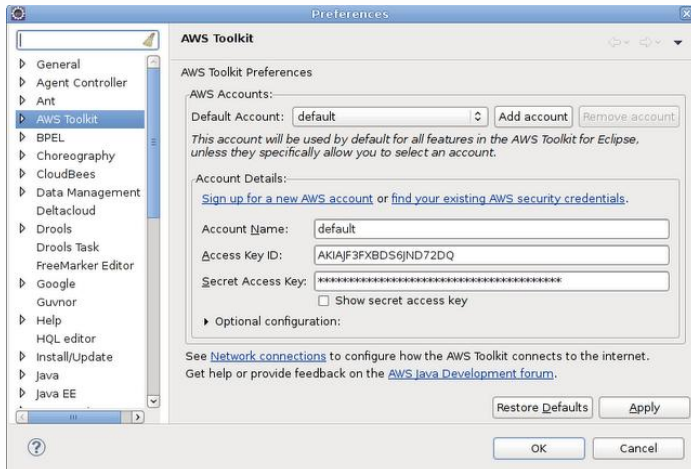 Preferences
AWS Toolkit
General
Agent Controller
Ant
AWS Toolkit
BPEL
Choreography
CloudBees
Data Management
Deltacloud
Drools
Drools Task
FreeMarker Editor
Google
Guvnor
Help
HQL editor
Install/Update
Java
Java EE
AWS Toolkit Preferences
AWS Accounts:
Default Account: default Add account Remove account
This account will be used by default for all features in the AWS Toolkit for Eclipse,
unless they specifically allow you to select an account.
Account Details:
Sign up for a new AWS account or find your existing AWS security credentials.
Account Name: default
Access Key ID: AKIAJF3FXBDS6JND72DQ
Secret Access Key: ****************************************
Show secret access key
Optional configuration:
See Network connections to configure how the AWS Toolkit connects to the internet.
Get help or provide feedback on the AWS Java Development forum.
Restore Defaults Apply
? OK Cancel